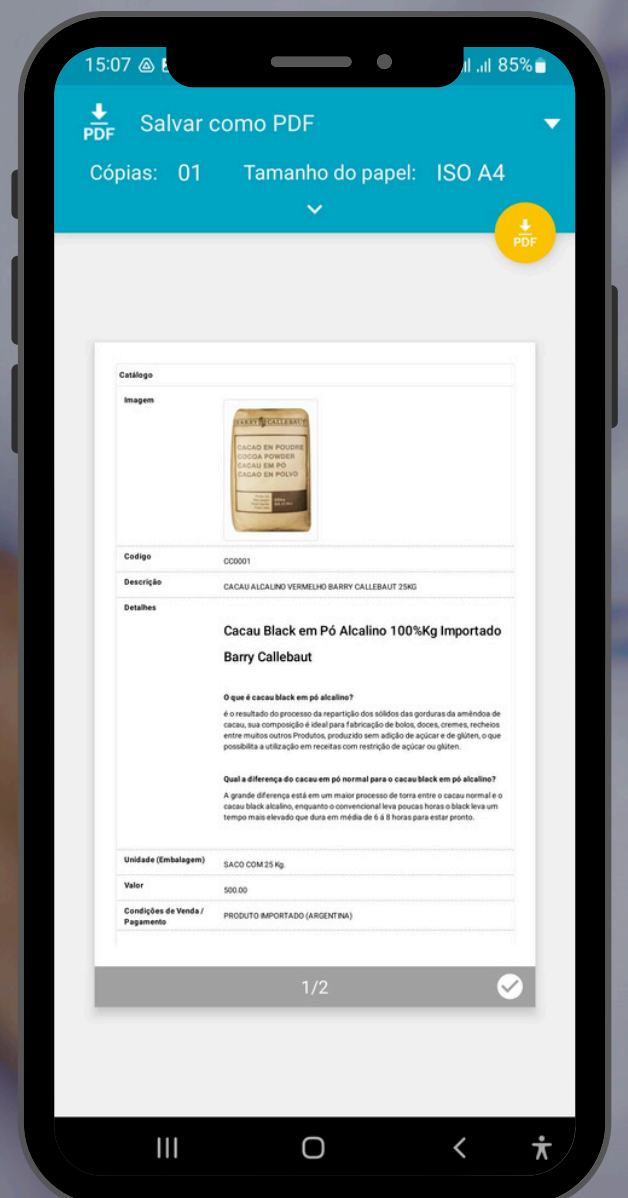 15:07
85%
PDF
Salvar como PDF
Cópias: 01 Tamanho do papel: ISO A4
PDF
Catálogo
Imagem
BARRY CALLEBAUT
CACAO EN POUDRE
COCOA POWDER
CACAU EM PÓ
CACAO EN POLVO
Codigo
CC0001
Descrição
CACAU ALCALINO VERMELHO BARRY CALLEBAUT 25KG
Detalhes
Cacau Black em Pó Alcalino 100%Kg Importado
Barry Callebaut
O que é cacau black em pó alcalino?
é o resultado do processo da repartição dos sólidos das gorduras da amêndoa de
cacau, sua composição é ideal para fabricação de bolos, doces, cremes, recheios
entre muitos outros Produtos, produzido sem adição de açúcar e de glúten, o que
possibilita a utilização em receitas com restrição de açúcar ou glúten.
Qual a diferença do cacau em pó normal para o cacau black em pó alcalino?
A grande diferença está em um maior processo de torra entre o cacau normal e o
cacau black alcalino, enquanto o convencional leva poucas horas o black leva um
tempo mais elevado que dura em média de 6 á 8 horas para estar pronto.
Unidade (Embalagem)
SACO COM 25 Kg.
Valor
500.00
Condições de Venda /
Pagamento
PRODUTO IMPORTADO (ARGENTINA)
1/2